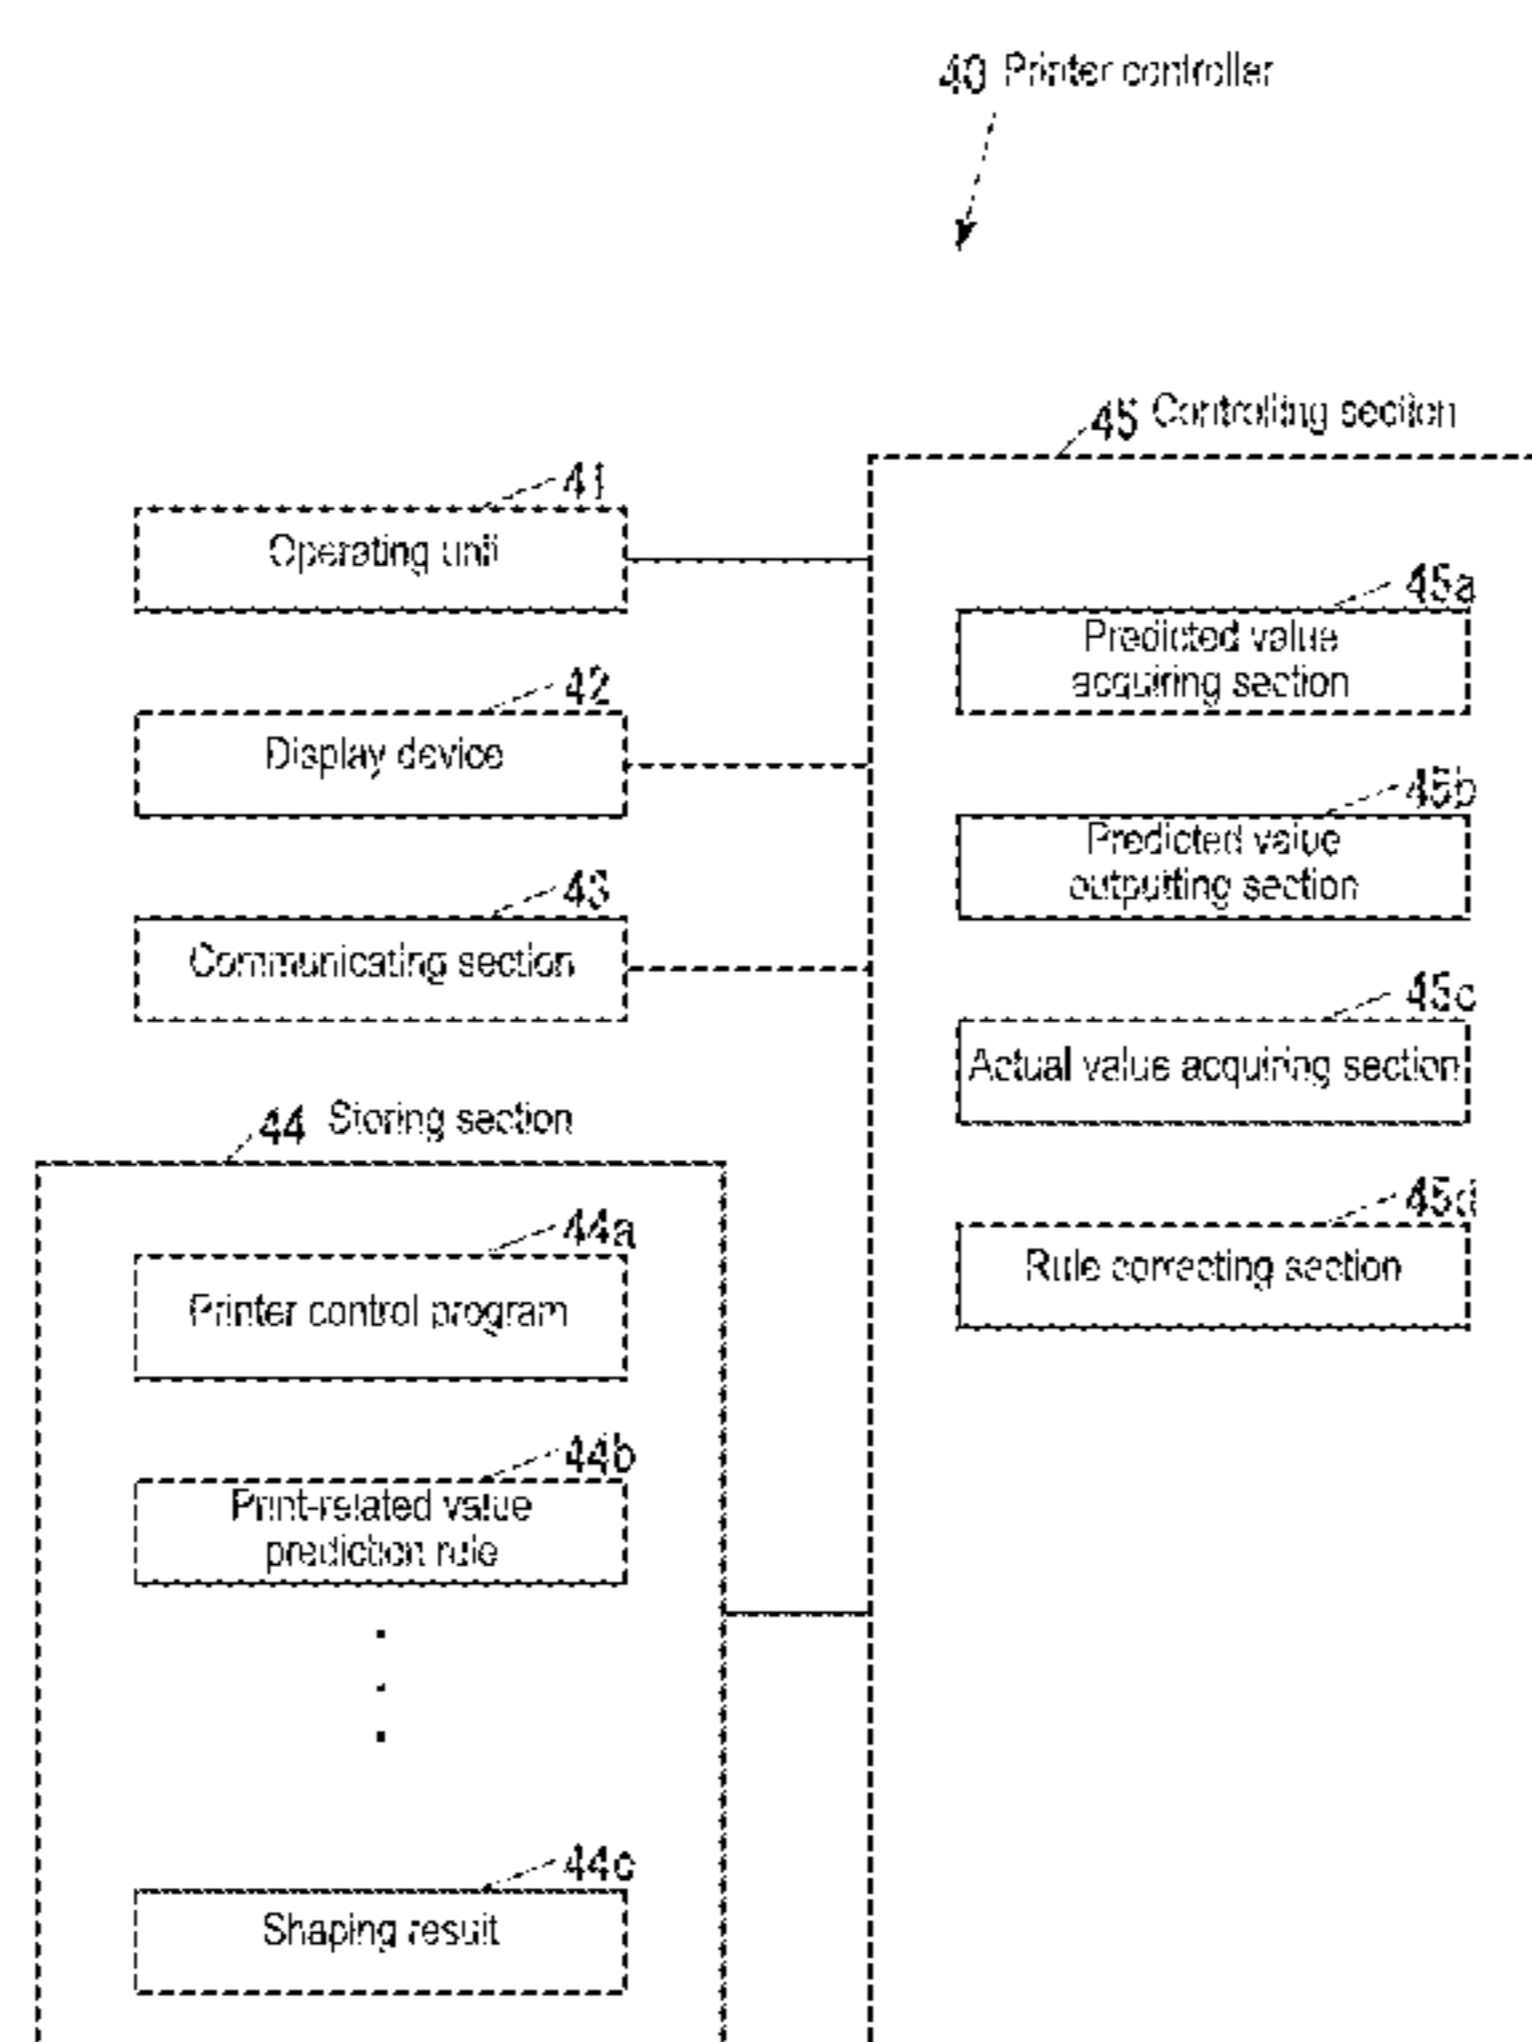 40 Printer controller
45 Controlling section
41
Operating unit
42
Display device
43
Communicating section
44 Storing section
44a
Printer control program
44b
Print-related value
prediction rule
.
.
.
44c
Shaping result
45a
Predicted value
acquiring section
45b
Predicted value
outputting section
45c
Actual value acquiring section
45d
Rule correcting section